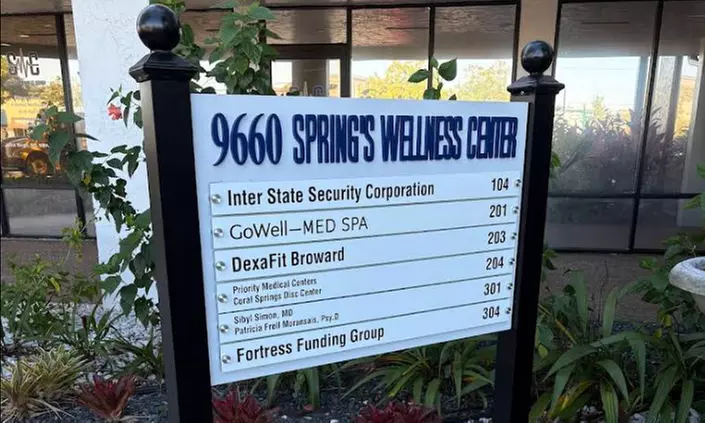 9660 SPRING'S WELLNESS CENTER
Inter State Security Corporation 104
GoWell—MED SPA 201
DexaFit Broward 203
Priority Medical Centers 204
Coral Springs Disc Center
Sibyl Simon, MD 301
Patricia Freil Moransais, Psy.D
Fortress Funding Group 304